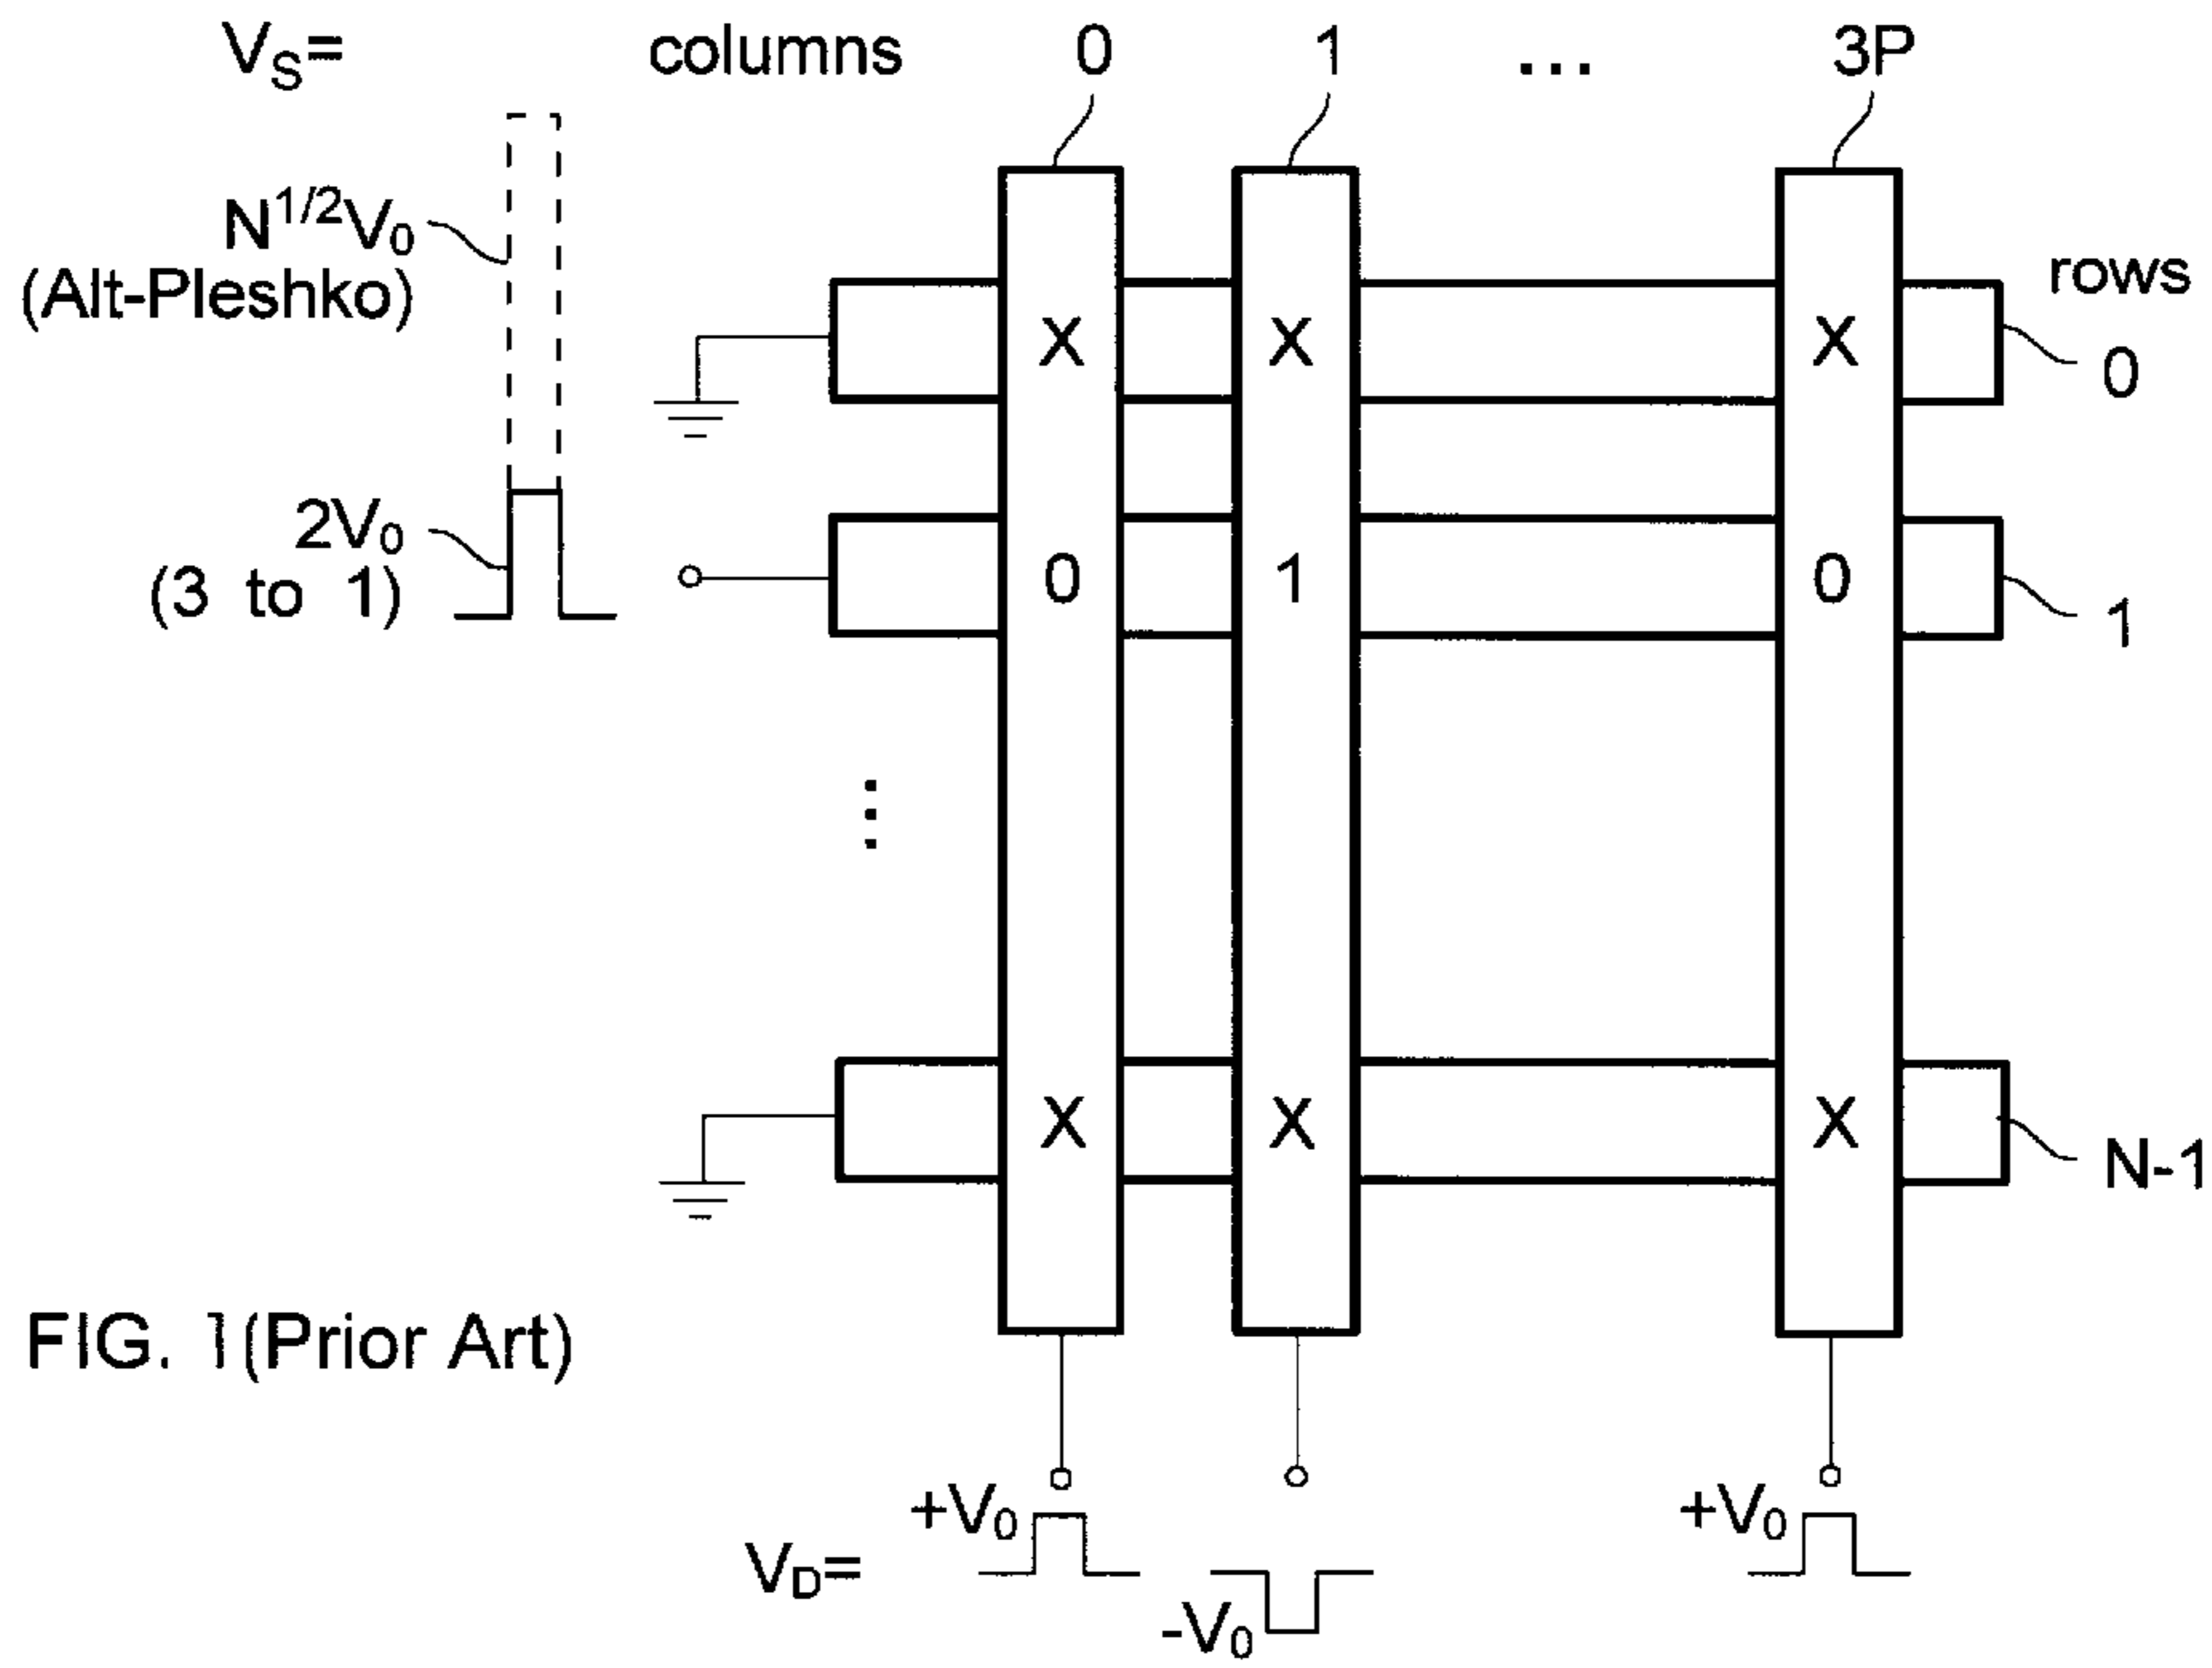 V_S= columns 0 1 ... 3P
N^1/2V_0
(Alt-Pleshko)
rows
X X X
0
2V_0
(3 to 1)
0 1 0
1
⋮
X X X
N-1
FIG. 1(Prior Art)
+V_0 +V_0
V_D=
-V_0